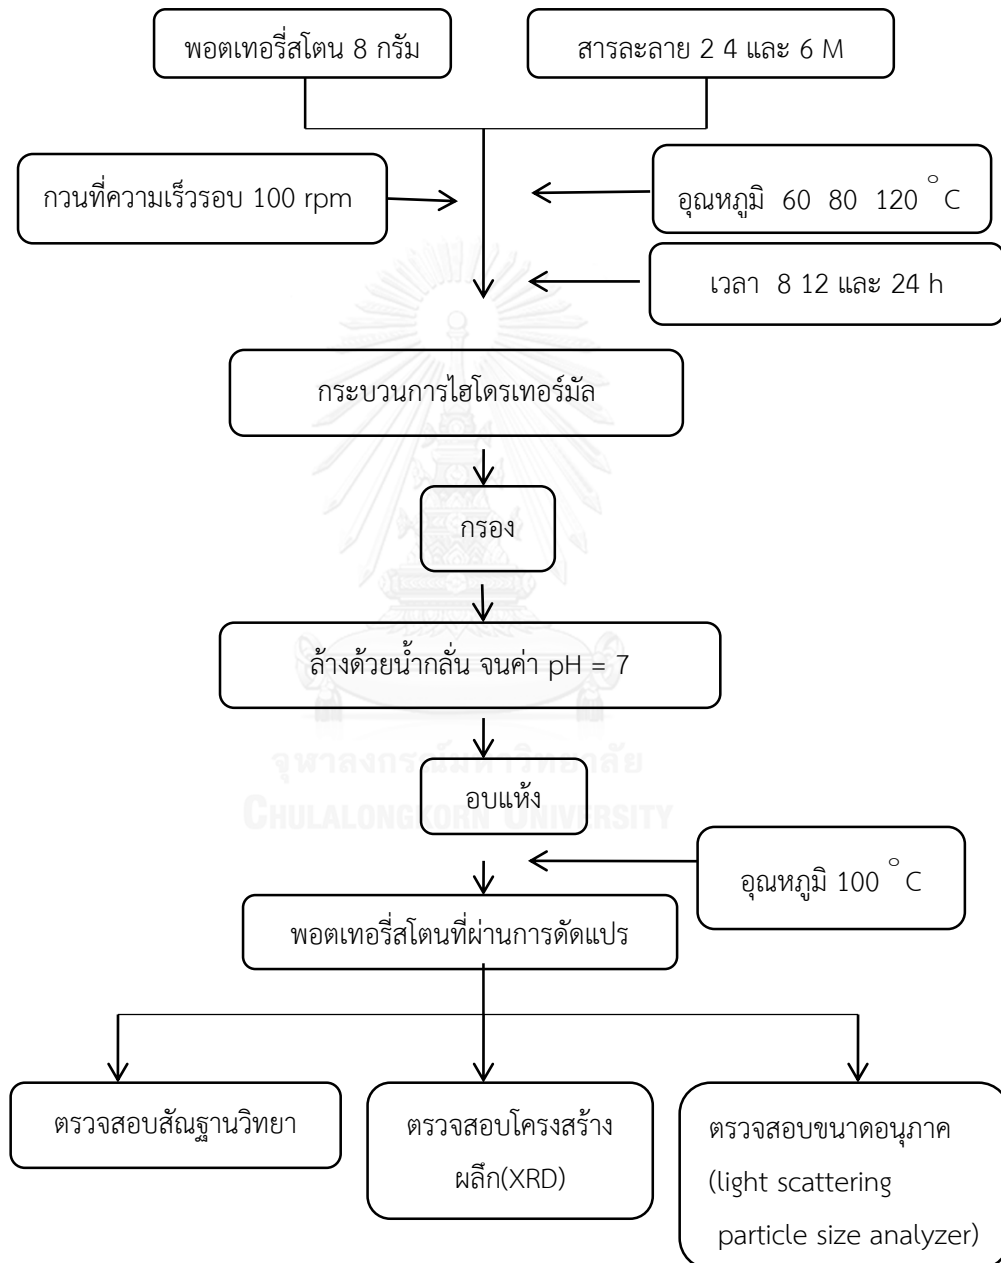 พอตเทอรี่สโตน 8 กรัม
สารละลาย 2 4 และ 6 M
กวนที่ความเร็วรอบ 100 rpm
อุณหภูมิ 60 80 120 °C
เวลา 8 12 และ 24 h
กระบวนการไฮโดรเทอร์มัล
กรอง
ล้างด้วยน้ำกลั่น จนค่า pH = 7
จุฬาลงกรณ์มหาวิทยาลัย
อบแห้ง
CHULALONGKORN UNIVERSITY
อุณหภูมิ 100 °C
พอตเทอรี่สโตนที่ผ่านการดัดแปร
ตรวจสอบสัณฐานวิทยา
ตรวจสอบโครงสร้าง
ผลึก(XRD)
ตรวจสอบขนาดอนุภาค
(light scattering
particle size analyzer)